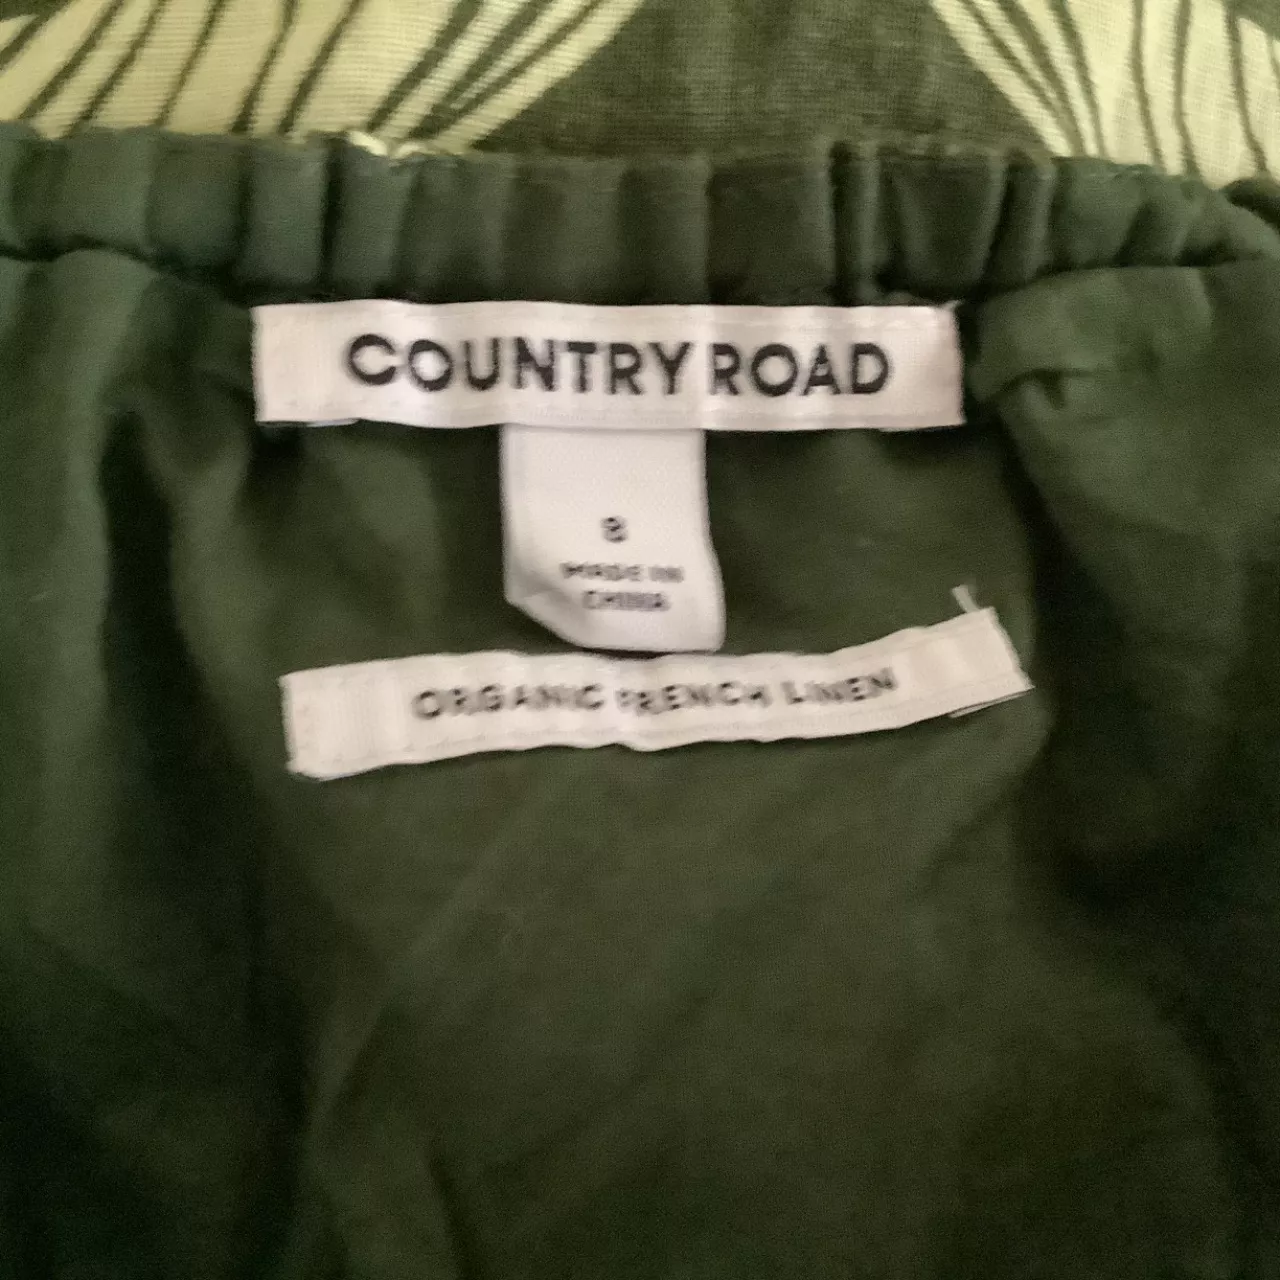 COUNTRY ROAD
8
MADE IN
CHINA
ORGANIC FRENCH LINEN